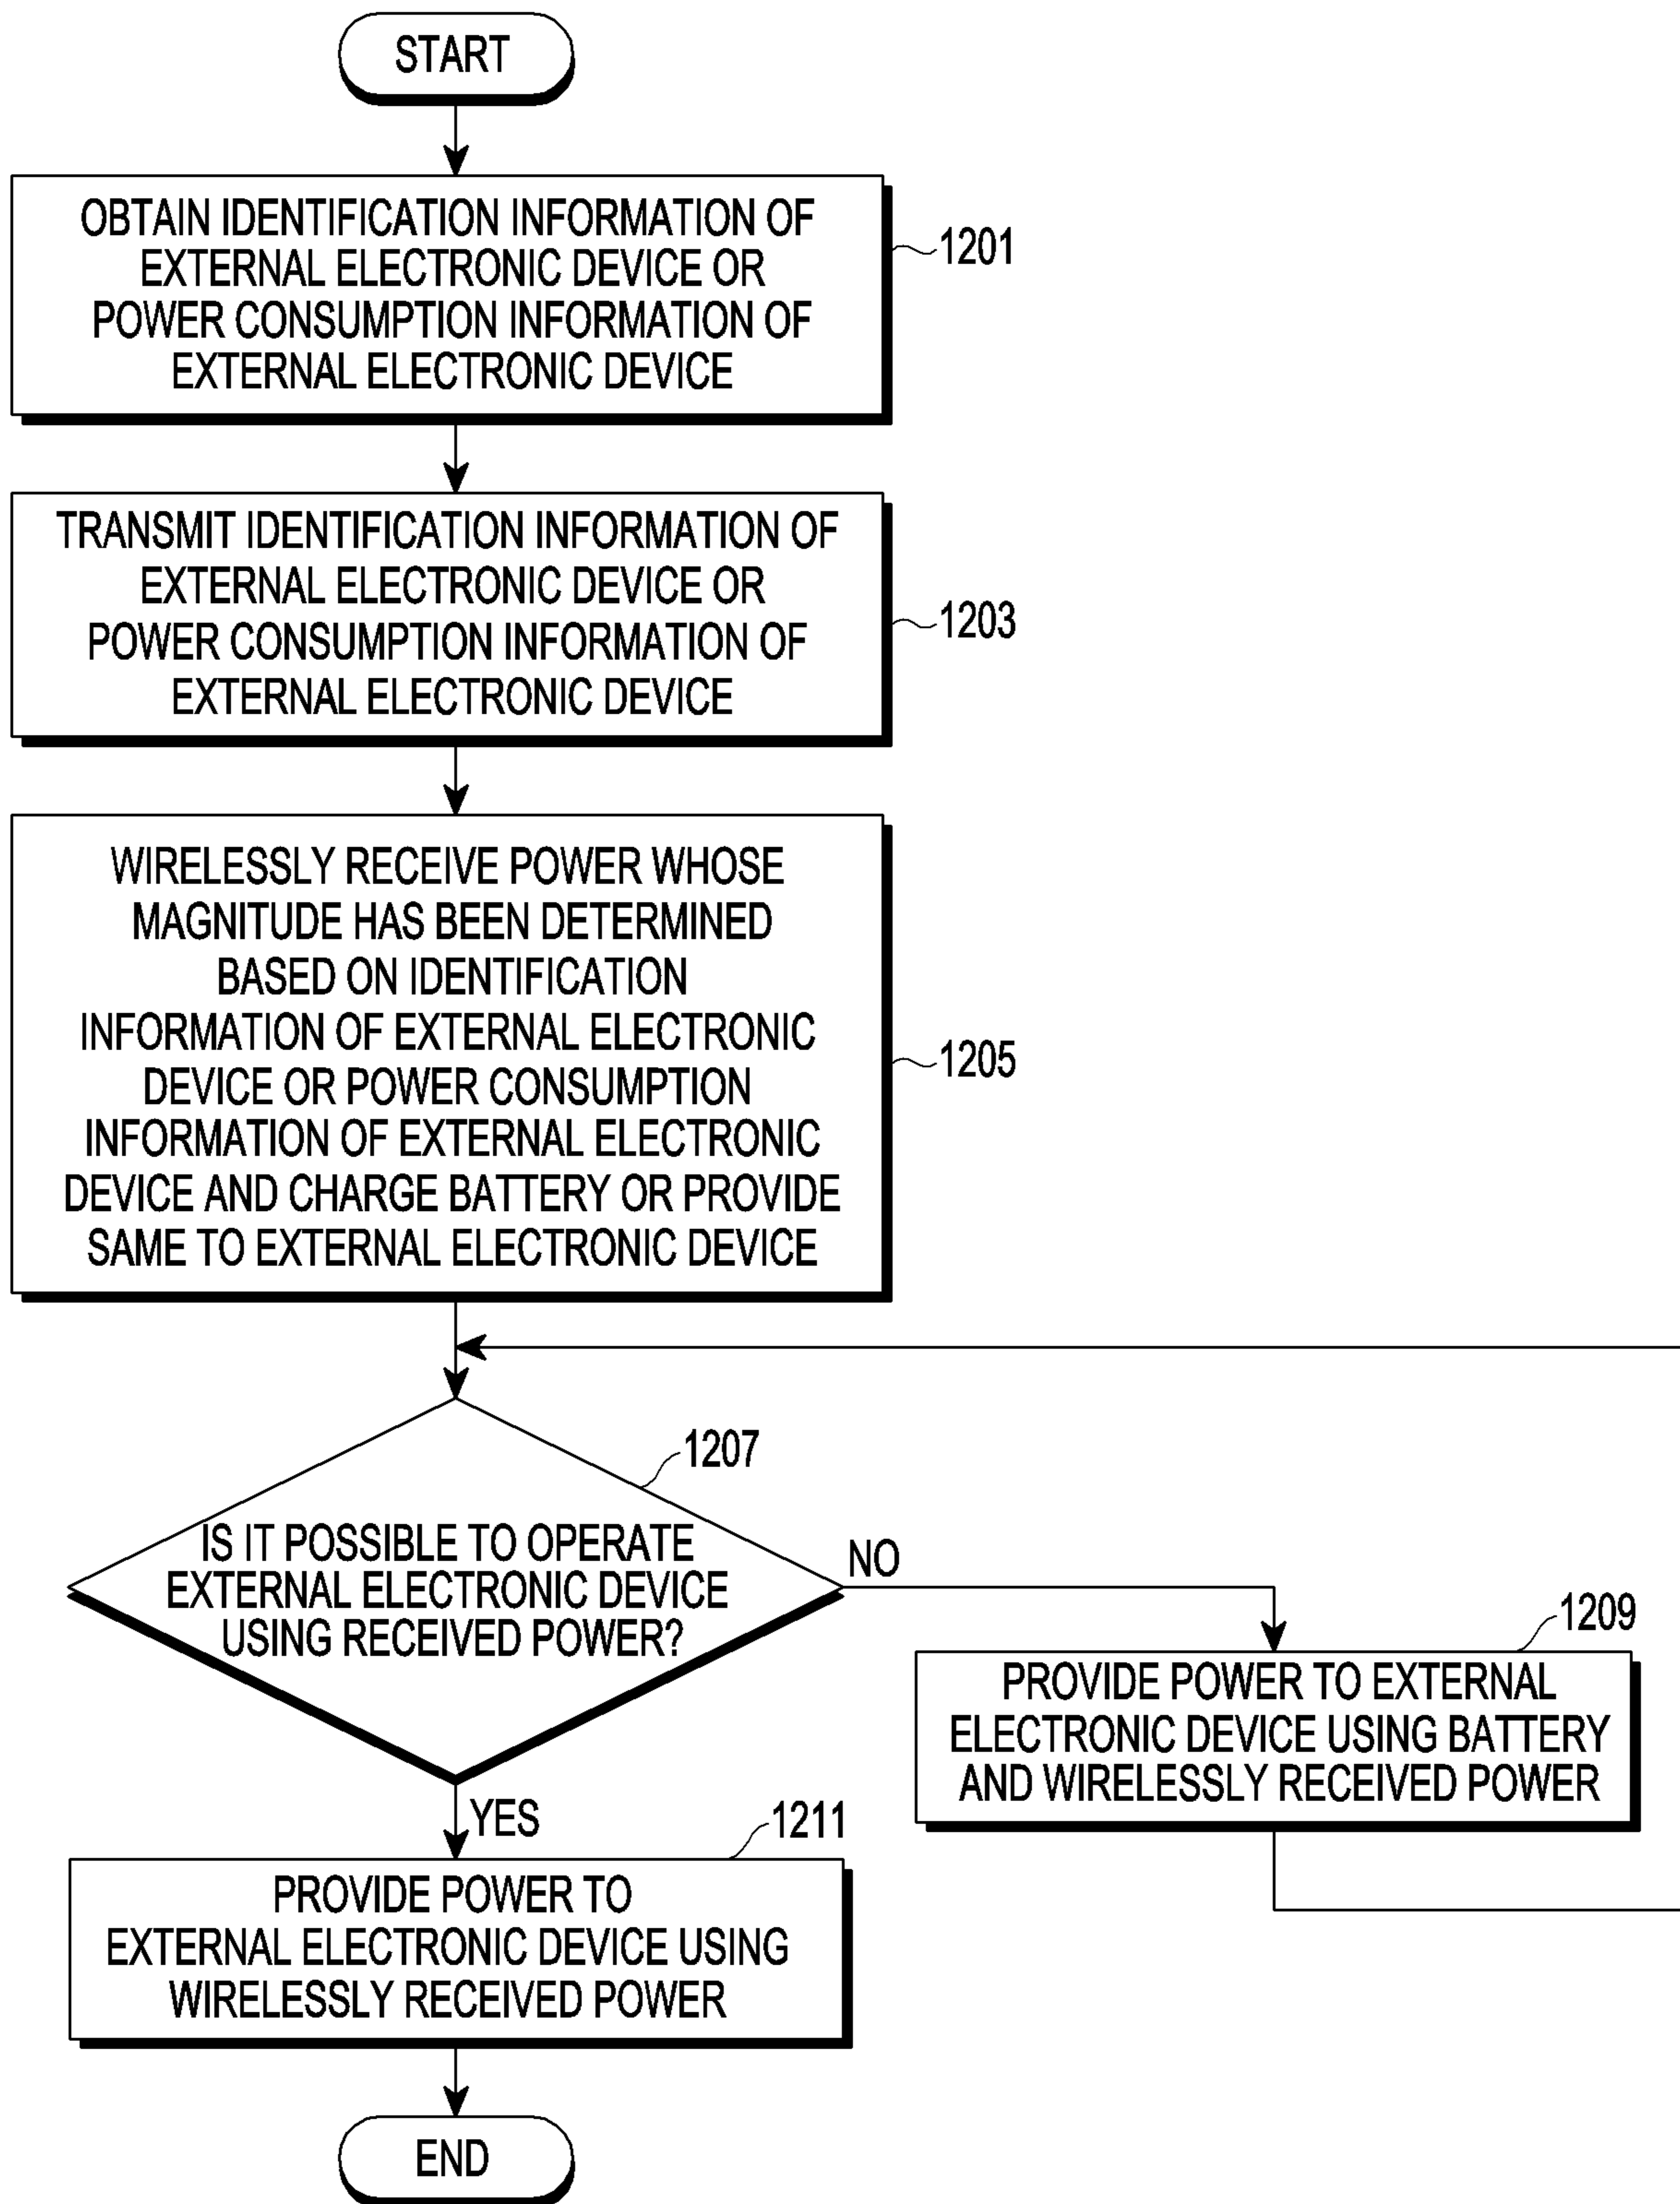 START
OBTAIN IDENTIFICATION INFORMATION OF
EXTERNAL ELECTRONIC DEVICE OR
POWER CONSUMPTION INFORMATION OF
EXTERNAL ELECTRONIC DEVICE
1201
TRANSMIT IDENTIFICATION INFORMATION OF
EXTERNAL ELECTRONIC DEVICE OR
POWER CONSUMPTION INFORMATION OF
EXTERNAL ELECTRONIC DEVICE
1203
WIRELESSLY RECEIVE POWER WHOSE
MAGNITUDE HAS BEEN DETERMINED
BASED ON IDENTIFICATION
INFORMATION OF EXTERNAL ELECTRONIC
DEVICE OR POWER CONSUMPTION
INFORMATION OF EXTERNAL ELECTRONIC
DEVICE AND CHARGE BATTERY OR PROVIDE
SAME TO EXTERNAL ELECTRONIC DEVICE
1205
1207
IS IT POSSIBLE TO OPERATE
EXTERNAL ELECTRONIC DEVICE
USING RECEIVED POWER?
NO
1209
PROVIDE POWER TO EXTERNAL
ELECTRONIC DEVICE USING BATTERY
AND WIRELESSLY RECEIVED POWER
YES
1211
PROVIDE POWER TO
EXTERNAL ELECTRONIC DEVICE USING
WIRELESSLY RECEIVED POWER
END